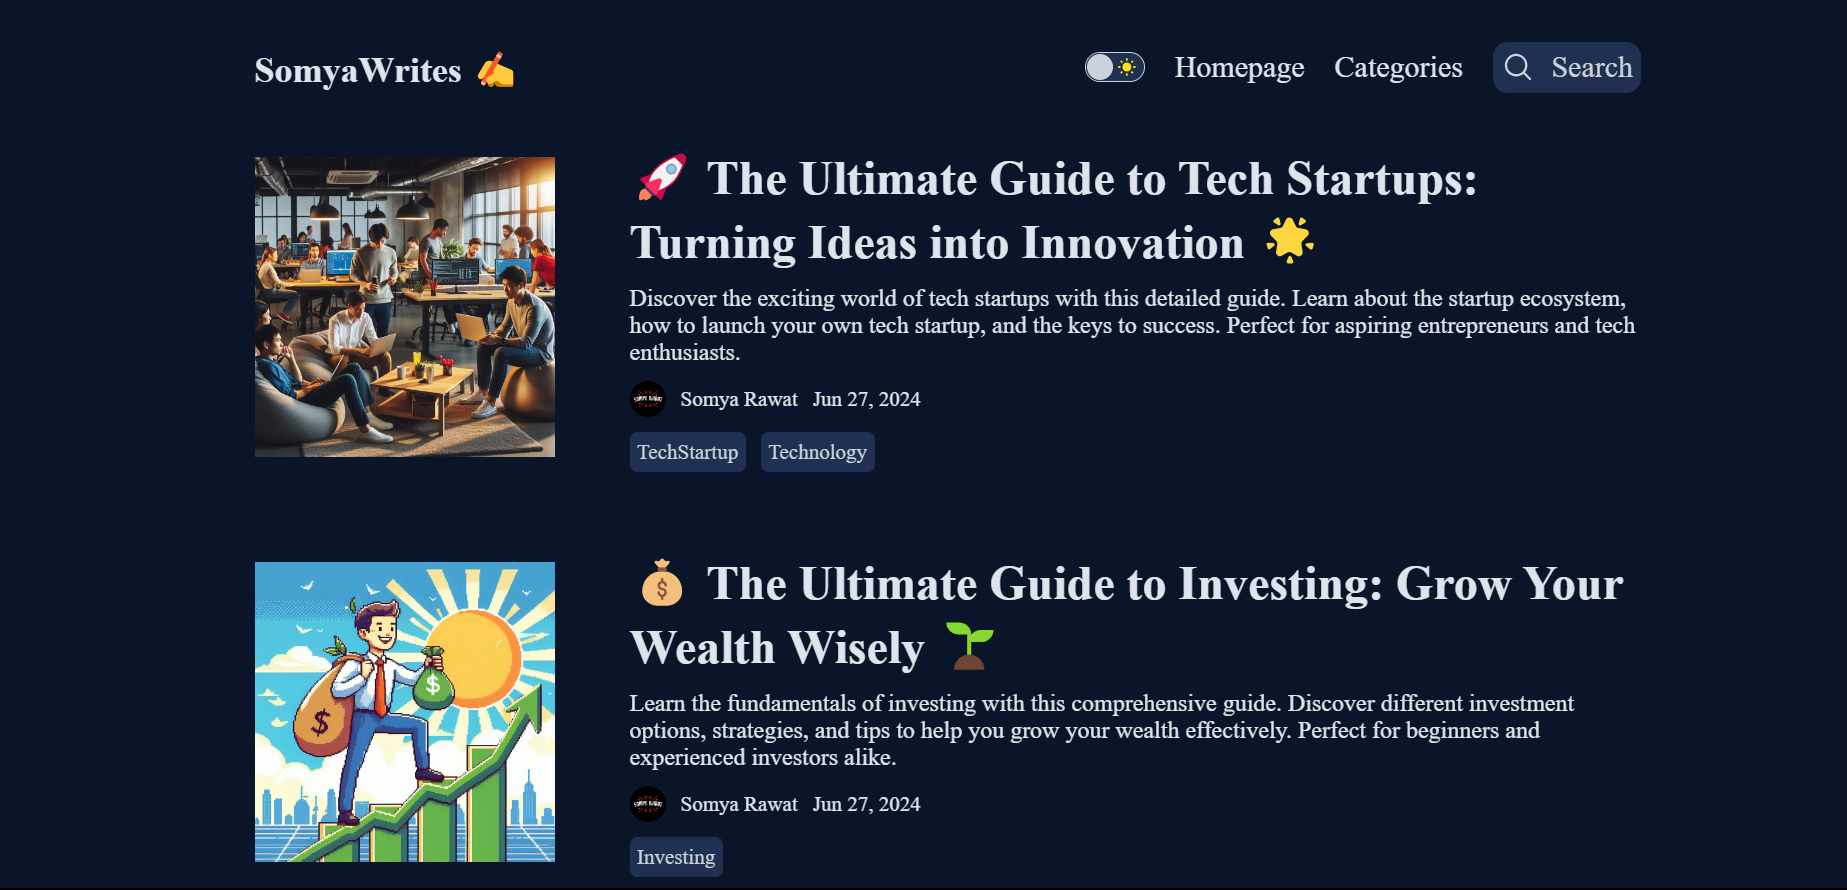 SomyaWrites ✍️
Homepage Categories Search
🚀 The Ultimate Guide to Tech Startups:
Turning Ideas into Innovation 🌟
Discover the exciting world of tech startups with this detailed guide. Learn about the startup ecosystem,
how to launch your own tech startup, and the keys to success. Perfect for aspiring entrepreneurs and tech
enthusiasts.
Somya Rawat Jun 27, 2024
TechStartup Technology
💰 The Ultimate Guide to Investing: Grow Your
Wealth Wisely 🌱
Learn the fundamentals of investing with this comprehensive guide. Discover different investment
options, strategies, and tips to help you grow your wealth effectively. Perfect for beginners and
experienced investors alike.
$
$
Somya Rawat Jun 27, 2024
Investing